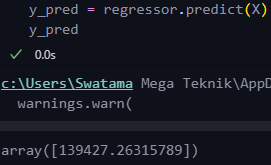 y_pred = regressor.predict(X)
y_pred
0.0s
c:\Users\Swatama Mega Teknik\AppD
warnings.warn(
array([139427.26315789])